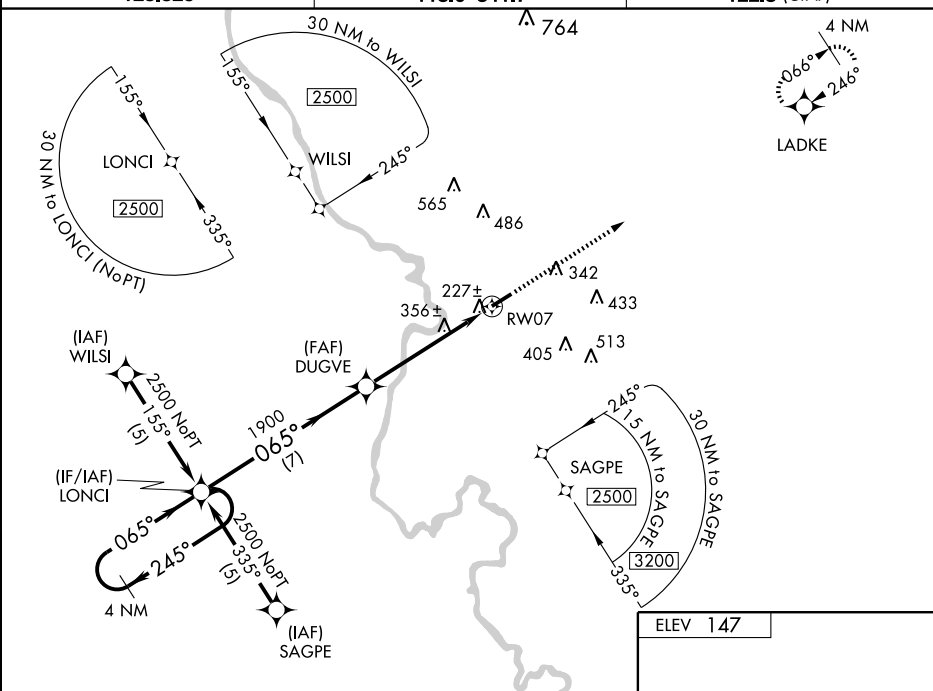 764
4 NM
066°
246°
LADKE
30 NM to WILSI
155°
2500
245°
WILSI
155°
LONCI
2500
335°
30 NM to LONCI (NoPT)
565
486
342
433
227±
356±
RW07
405
513
(IAF)
WILSI
2500 NoPT
155°
(5)
(FAF)
DUGVE
1900
065°
(7)
(IF/IAF)
LONCI
065°
245°
4 NM
2500 NoPT
335°
(5)
(IAF)
SAGPE
245°
15 NM to SAGPE
30 NM to SAGPE
SAGPE
2500
3200
335°
ELEV 147